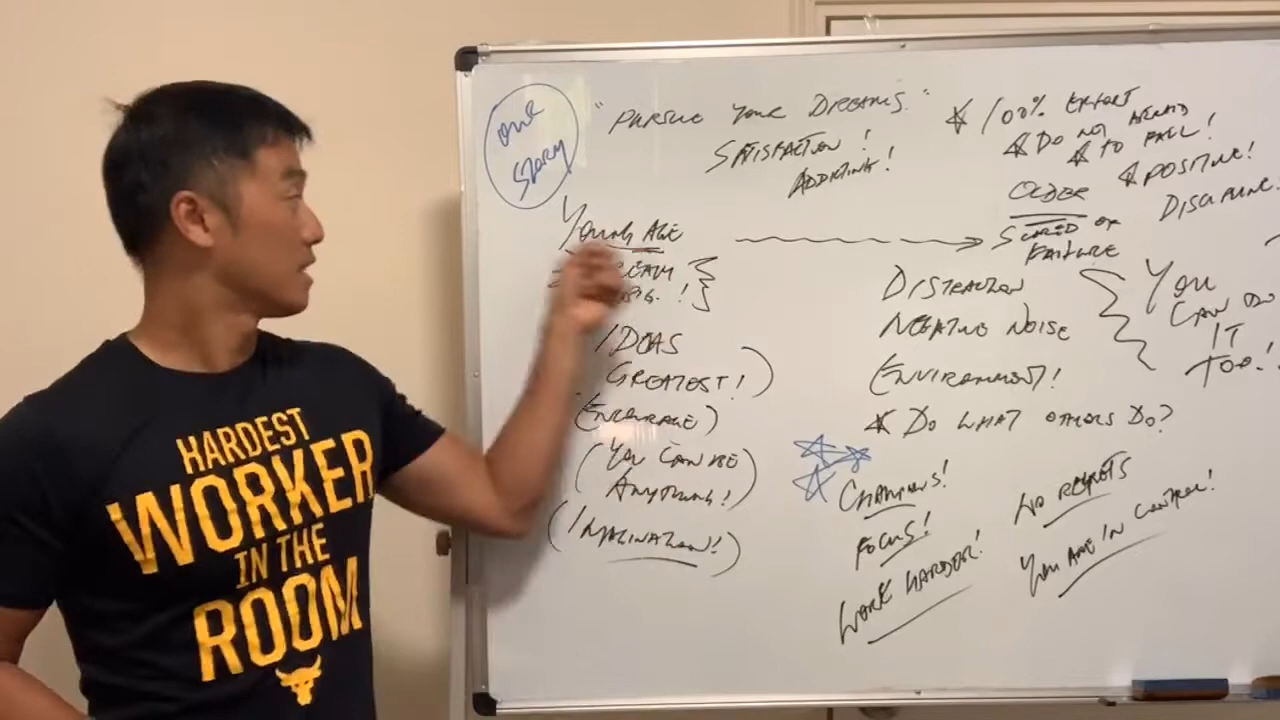 HARDEST
WORKER
IN THE
ROOM
OUR
STORY
"PURSUE YOUR DREAMS."
SATISFACTION!
ADDICTING!
YOUNG AGE
DREAM
BIG!
IDEAS
GREATEST!
(ENCOURAGE)
(YOU CAN BE
ANYTHING!)
(IMAGINATION!)
100% EFFORT
DO NOT AFRAID
TO FAIL!
POSITIVE!
DISCIPLINE.
OLDER
SCARED OF
FAILURE
DISTRACTION
NEGATIVE NOISE
(ENVIRONMENT!
DO WHAT OTHERS DO?
YOU
CAN DO
IT
TOO!
CHAMPIONS!
FOCUS!
WORK HARDER!
NO REGRETS
YOU ARE IN CONTROL!